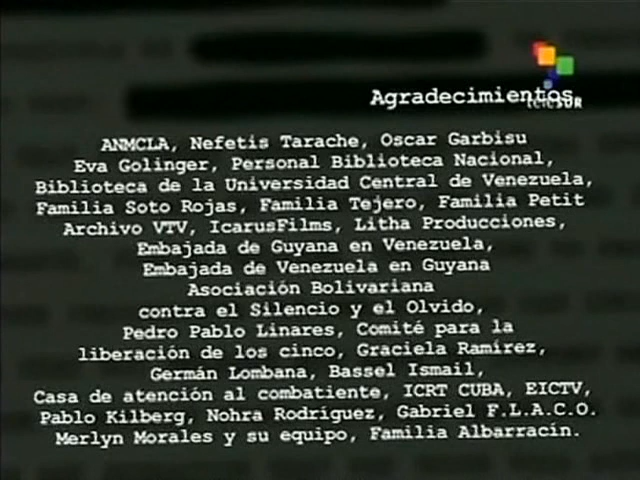 Agradecimientos
teleSUR
ANMCLA, Nefetis Tarache, Oscar Garbisu
Eva Golinger, Personal Biblioteca Nacional,
Biblioteca de la Universidad Central de Venezuela,
Familia Soto Rojas, Familia Tejero, Familia Petit
Archivo VTV, IcarusFilms, Litha Producciones,
Embajada de Guyana en Venezuela,
Embajada de Venezuela en Guyana
Asociación Bolivariana
contra el Silencio y el Olvido,
Pedro Pablo Linares, Comité para la
liberación de los cinco, Graciela Ramírez,
Germán Lombana, Bassel Ismail,
Casa de atención al combatiente, ICRT CUBA, EICTV,
Pablo Kilberg, Nohra Rodríguez, Gabriel F.L.A.C.O.
Merlyn Morales y su equipo, Familia Albarracín.